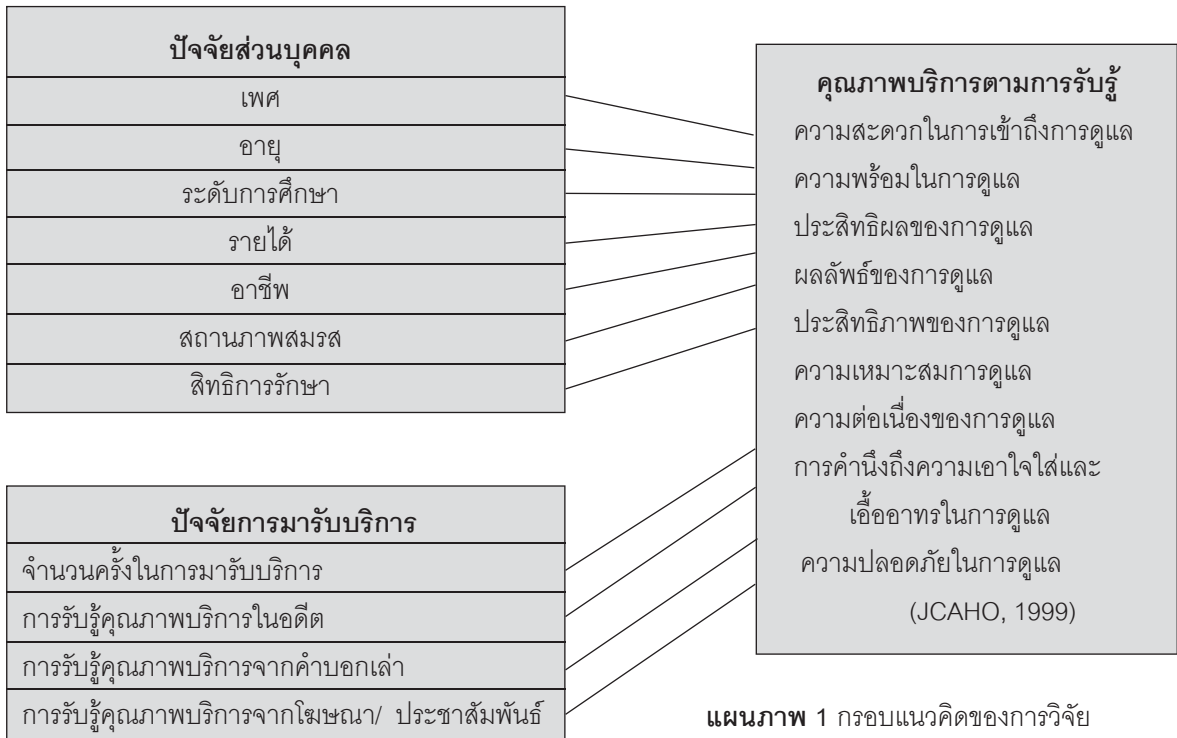 ปัจจัยส่วนบุคคล
เพศ
อายุ
ระดับการศึกษา
รายได้
อาชีพ
สถานภาพสมรส
สิทธิการรักษา
ปัจจัยการมารับบริการ
จำนวนครั้งในการมารับบริการ
การรับรู้คุณภาพบริการในอดีต
การรับรู้คุณภาพบริการจากคำบอกเล่า
การรับรู้คุณภาพบริการจากโฆษณา/ ประชาสัมพันธ์
คุณภาพบริการตามการรับรู้
ความสะดวกในการเข้าถึงการดูแล
ความพร้อมในการดูแล
ประสิทธิผลของการดูแล
ผลลัพธ์ของการดูแล
ประสิทธิภาพของการดูแล
ความเหมาะสมการดูแล
ความต่อเนื่องของการดูแล
การคำนึงถึงความเอาใจใส่และ
เอื้ออาทรในการดูแล
ความปลอดภัยในการดูแล
(JCAHO, 1999)
แผนภาพ 1 กรอบแนวคิดของการวิจัย